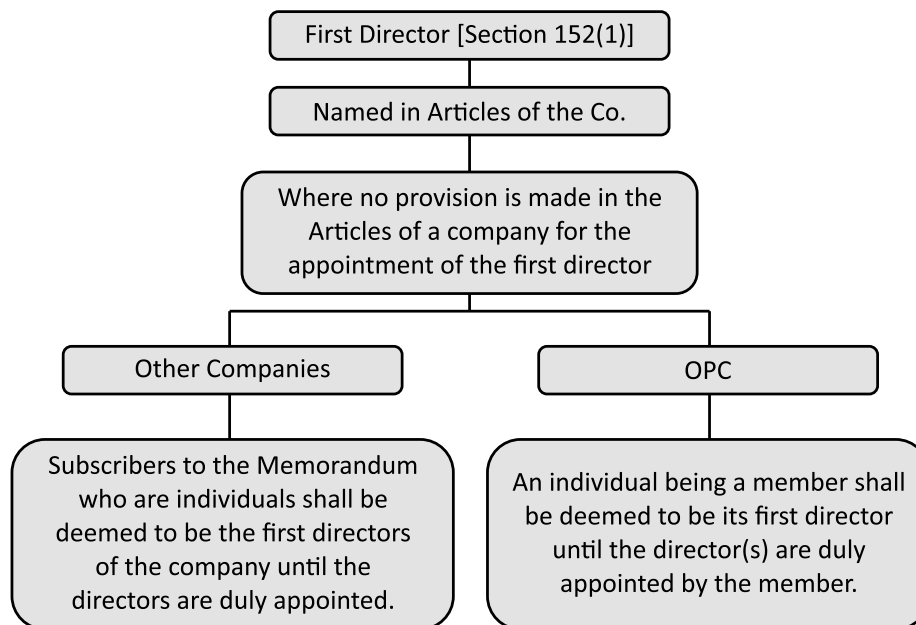 First Director [Section 152(1)]
Named in Articles of the Co.
Where no provision is made in the
Articles of a company for the
appointment of the first director
Other Companies
OPC
Subscribers to the Memorandum
who are individuals shall be
deemed to be the first directors
of the company until the
directors are duly appointed.
An individual being a member shall
be deemed to be its first director
until the director(s) are duly
appointed by the member.